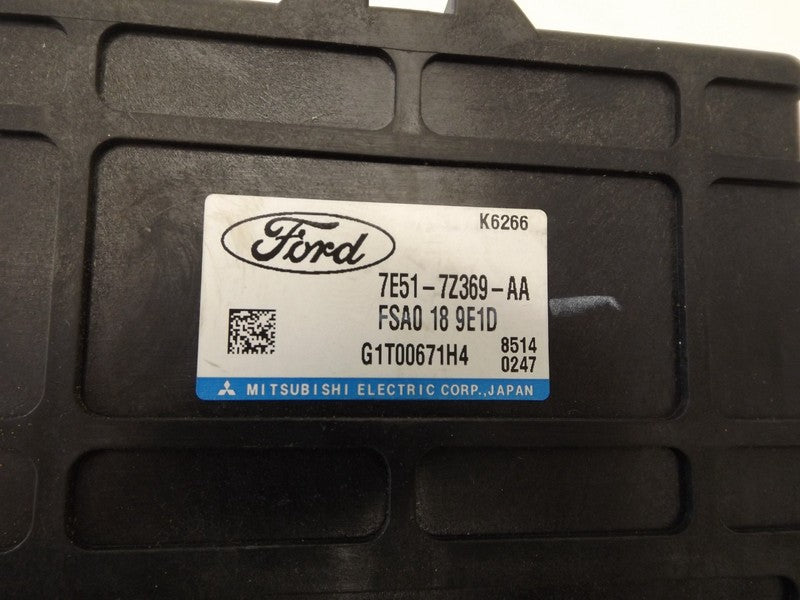 K6266
Ford
7E51-7Z369-AA
FSA0 18 9E1D
G1T00671H4 8514
0247
MITSUBISHI ELECTRIC CORP.,JAPAN